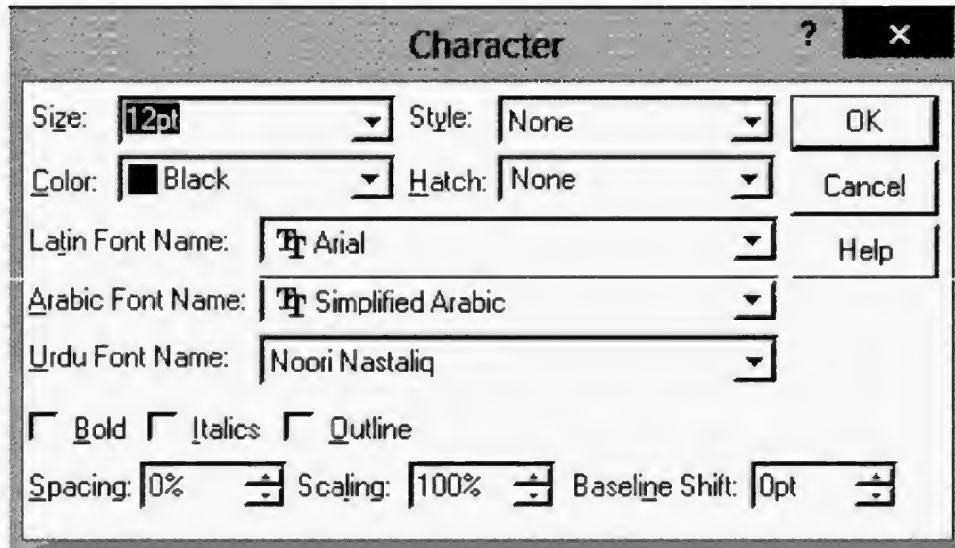 Character ? ×
Size: 12pt Style: None OK
Color: Black Hatch: None Cancel
Latin Font Name: Arial Help
Arabic Font Name: Simplified Arabic
Urdu Font Name: Noori Nastaliq
Bold Italics Outline
Spacing: 0% Scaling: 100% Baseline Shift: 0pt